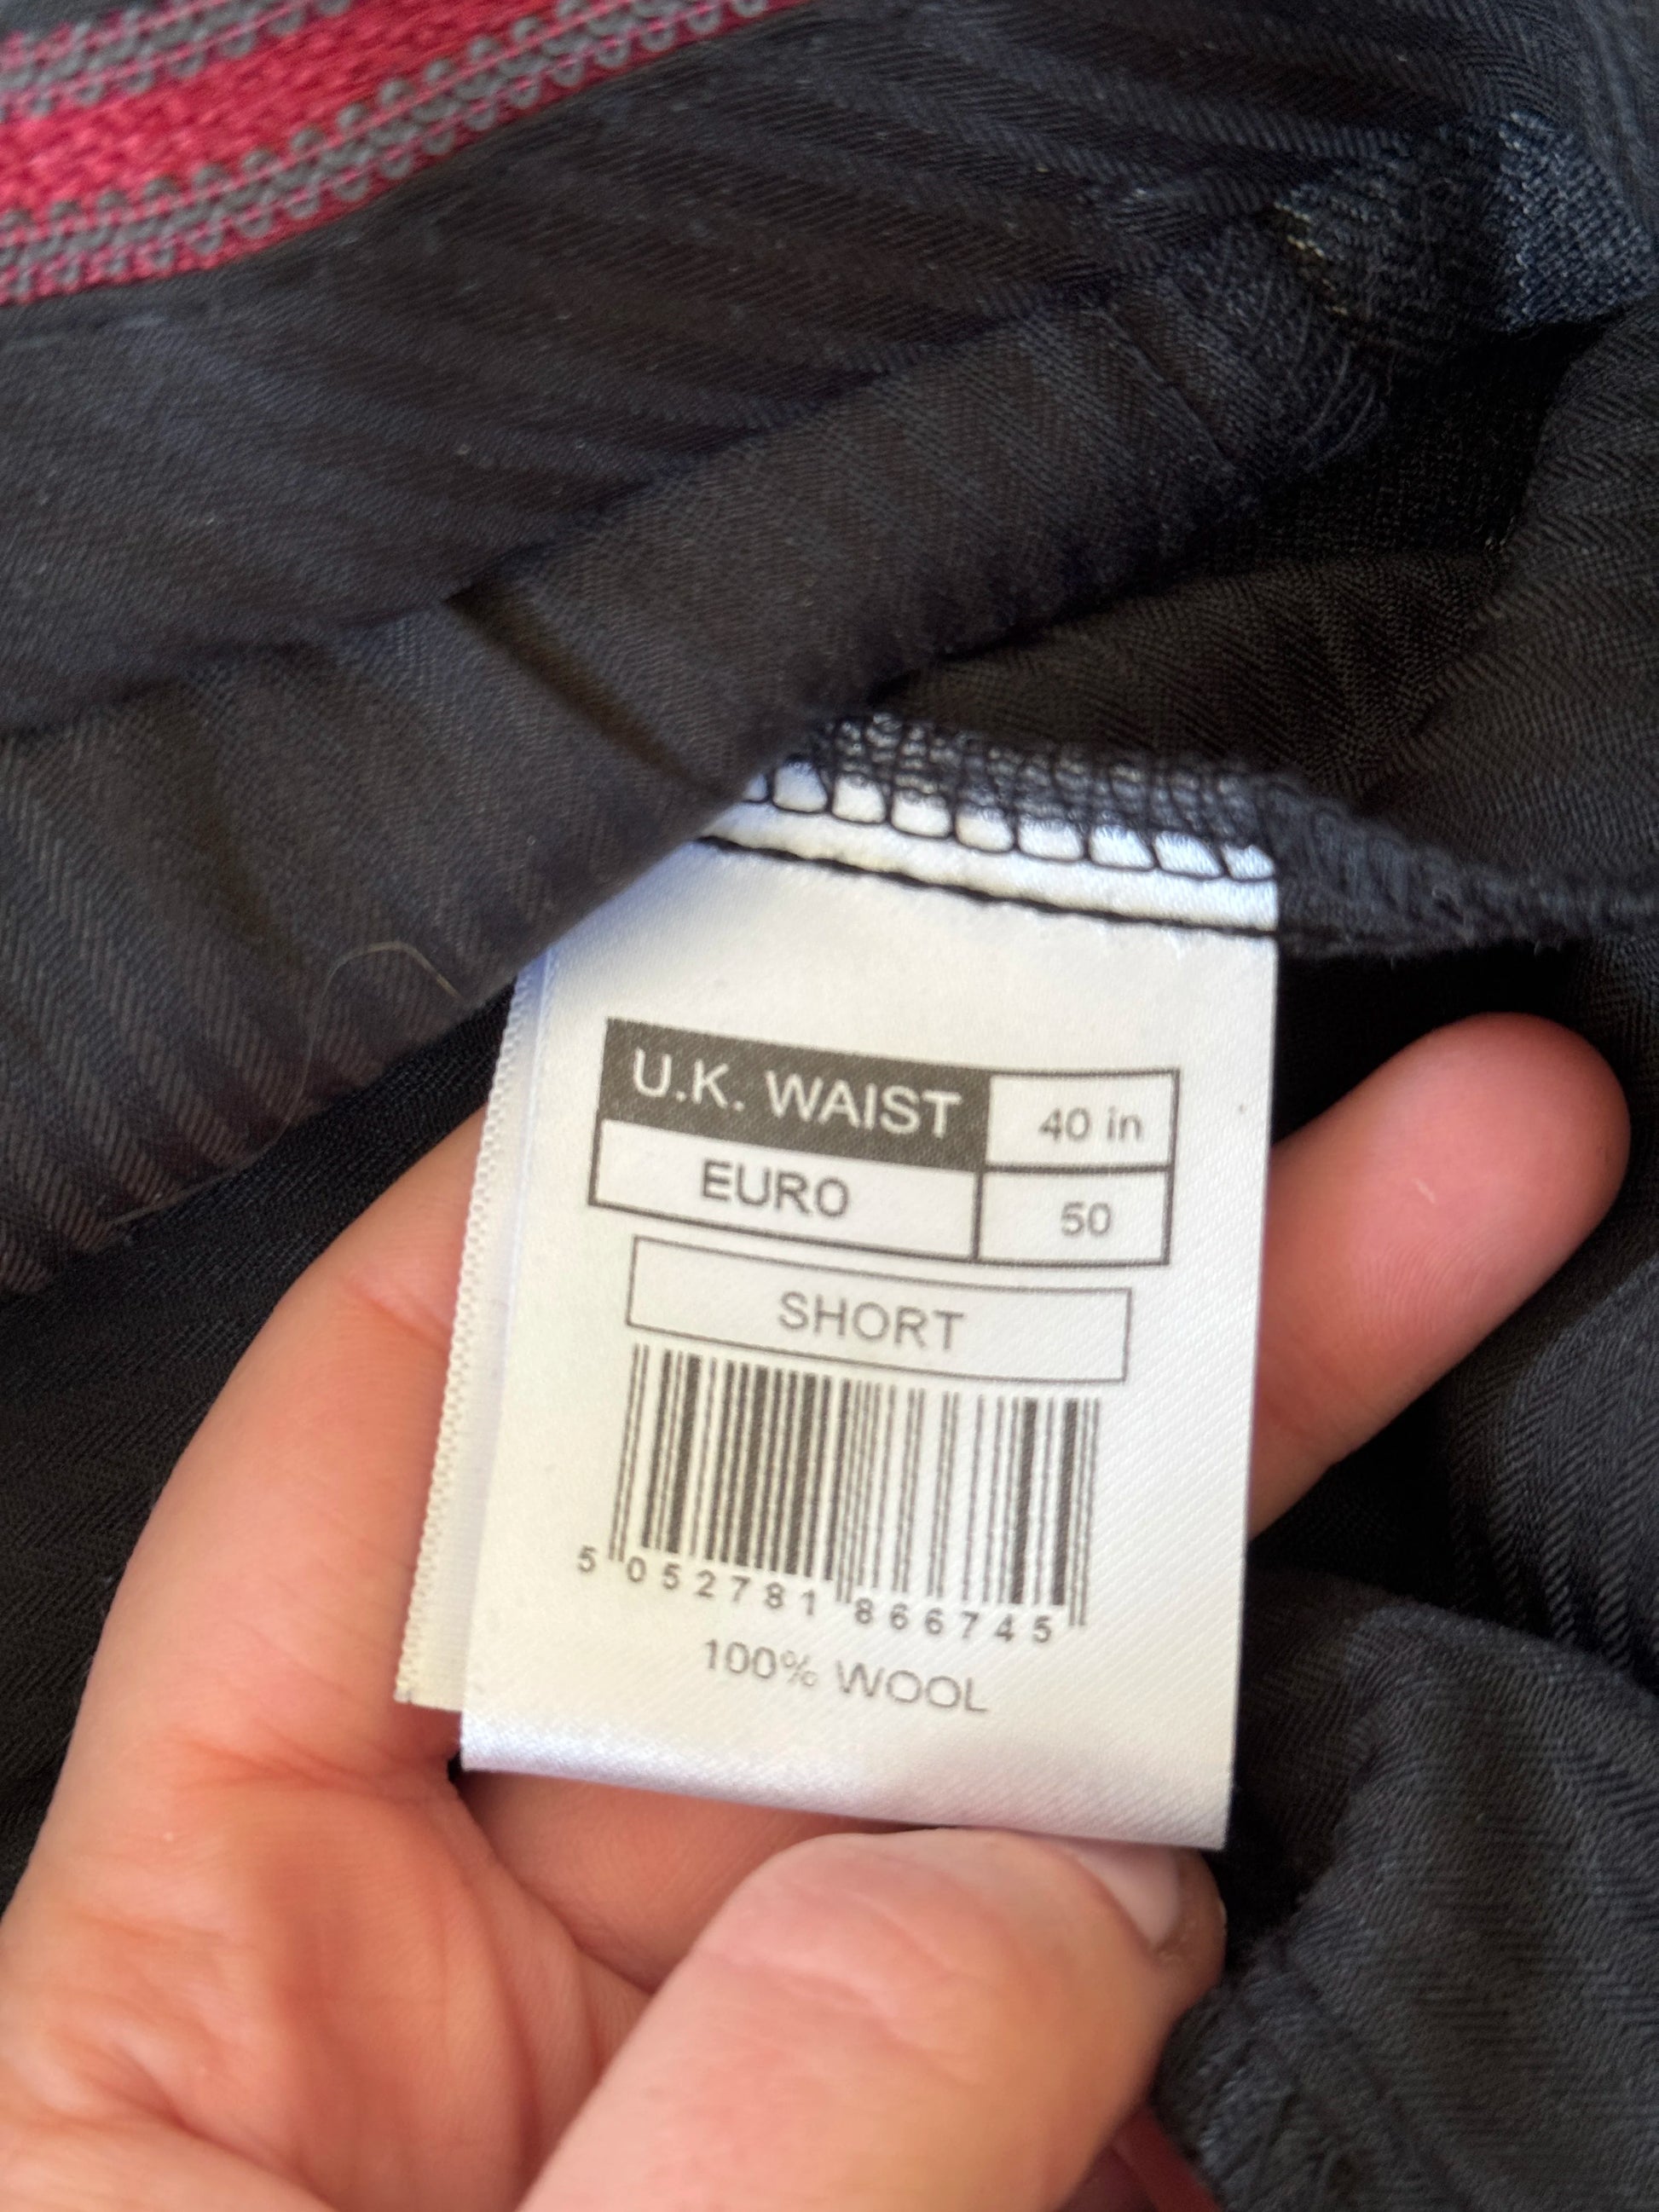 U.K. WAIST 40 in
EURO 50
SHORT
5 052781 866745
100% WOOL